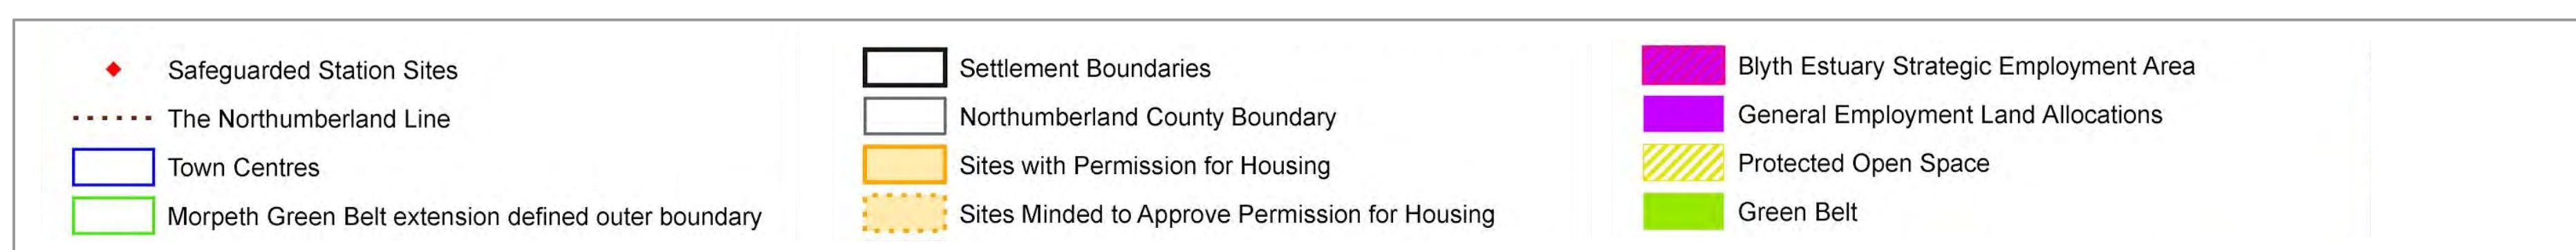 Safeguarded Station Sites
The Northumberland Line
Town Centres
Morpeth Green Belt extension defined outer boundary
Settlement Boundaries
Northumberland County Boundary
Sites with Permission for Housing
Sites Minded to Approve Permission for Housing
Blyth Estuary Strategic Employment Area
General Employment Land Allocations
Protected Open Space
Green Belt